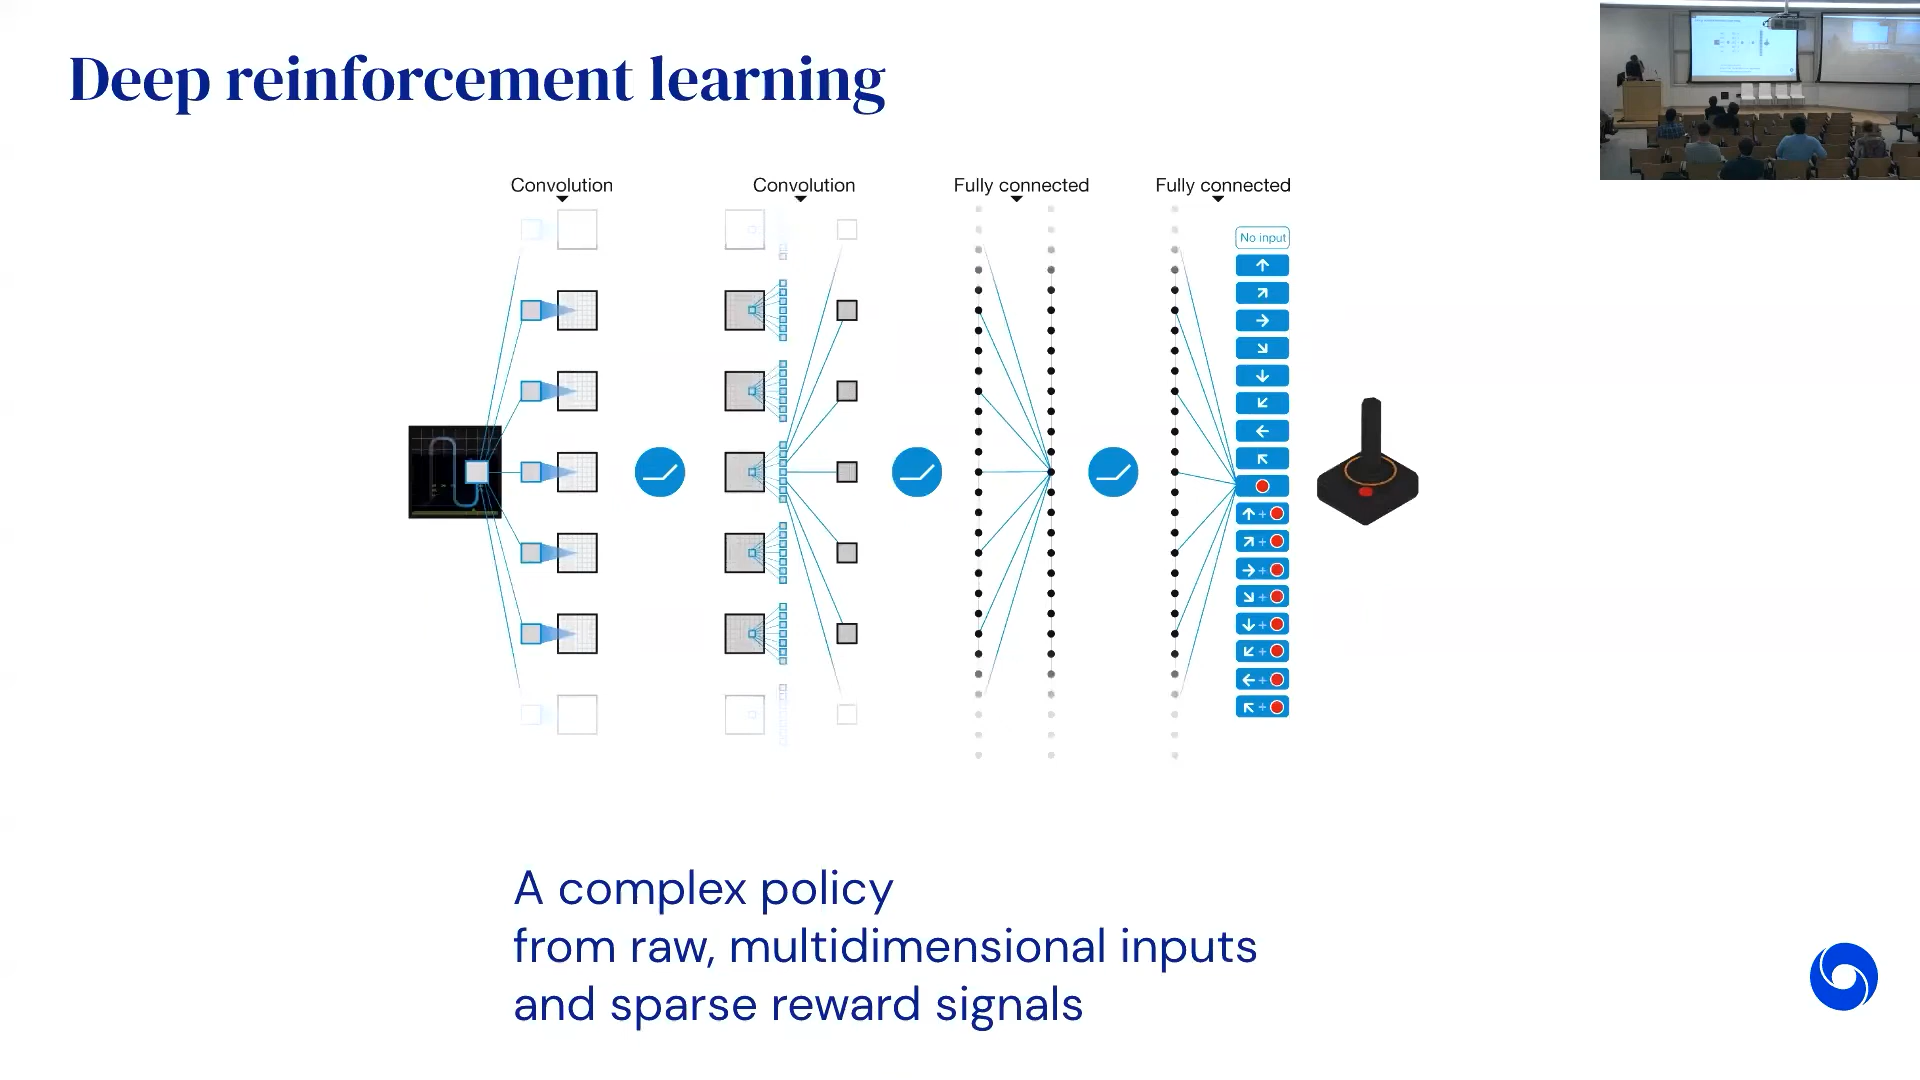 Deep reinforcement learning
Convolution
Convolution
Fully connected
Fully connected
No input
A complex policy
from raw, multidimensional inputs
and sparse reward signals